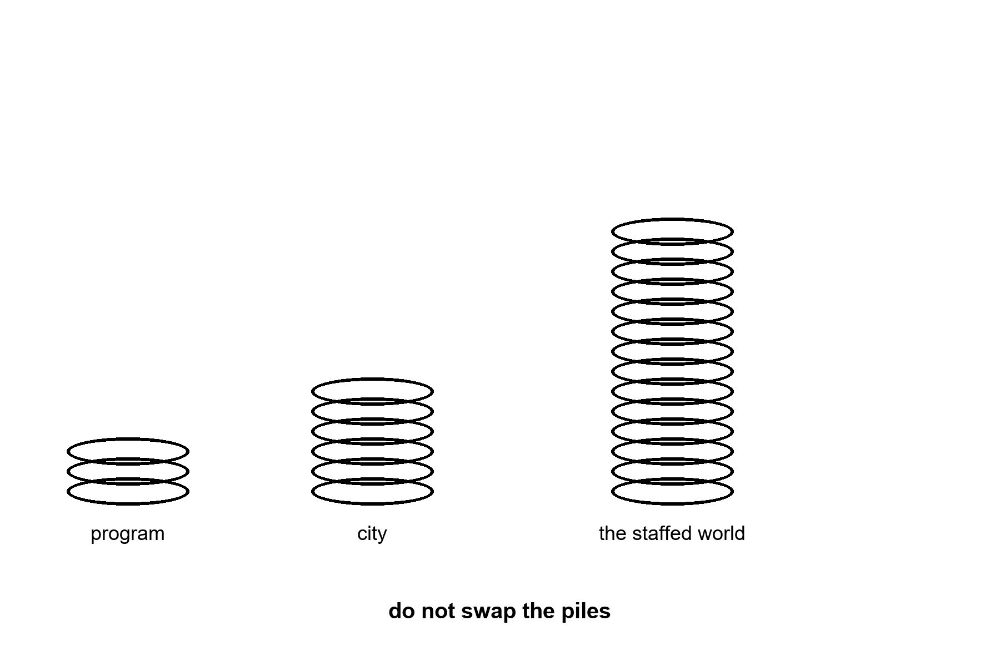 program
city
the staffed world
do not swap the piles